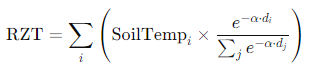 RZT = ∑_i ( SoilTemp_i × e^{-α·d_i} / ∑_j e^{-α·d_j} )